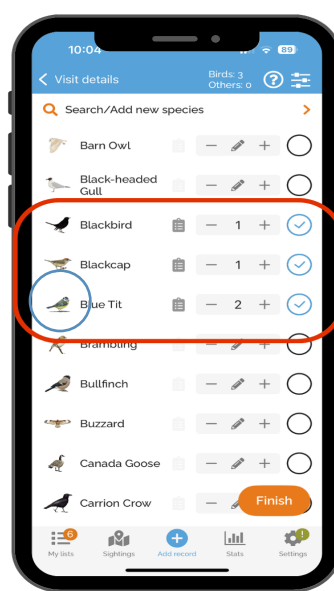 10:04
89
Visit details
Birds: 3
Others: 0
?
Search/Add new species
Barn Owl
Black-headed
Gull
Blackbird 1
Blackcap 1
Blue Tit 2
Brambling
Bullfinch
Buzzard
Canada Goose
Carrion Crow
Finish
6
!
My lists Sightings Add record Stats Settings